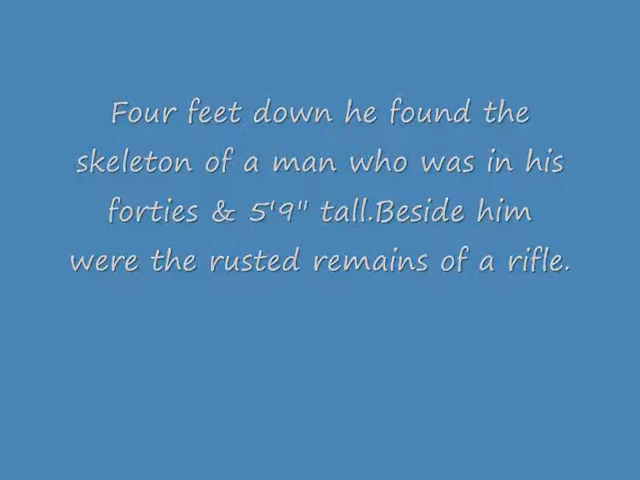 Four feet down he found the
skeleton of a man who was in his
forties & 5'9" tall.Beside him
were the rusted remains of a rifle.